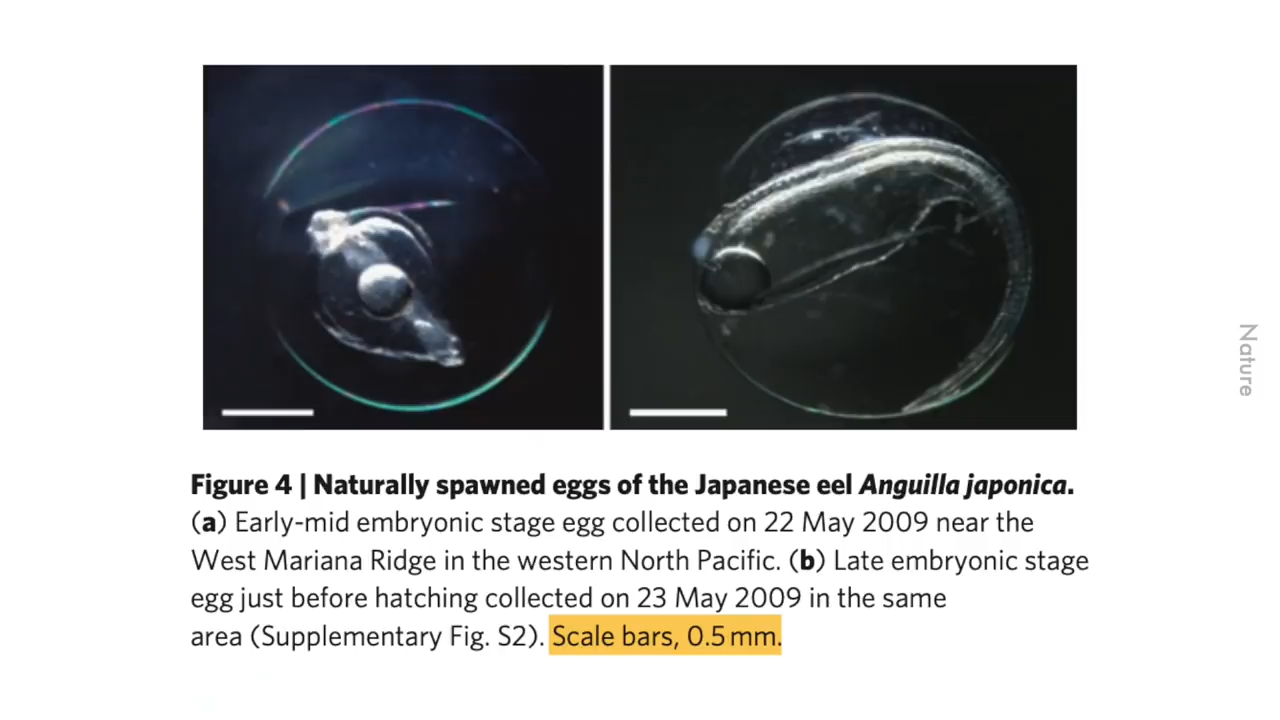 Figure 4 | Naturally spawned eggs of the Japanese eel Anguilla japonica.
(a) Early-mid embryonic stage egg collected on 22 May 2009 near the
West Mariana Ridge in the western North Pacific. (b) Late embryonic stage
egg just before hatching collected on 23 May 2009 in the same
area (Supplementary Fig. S2). Scale bars, 0.5 mm.
Nature